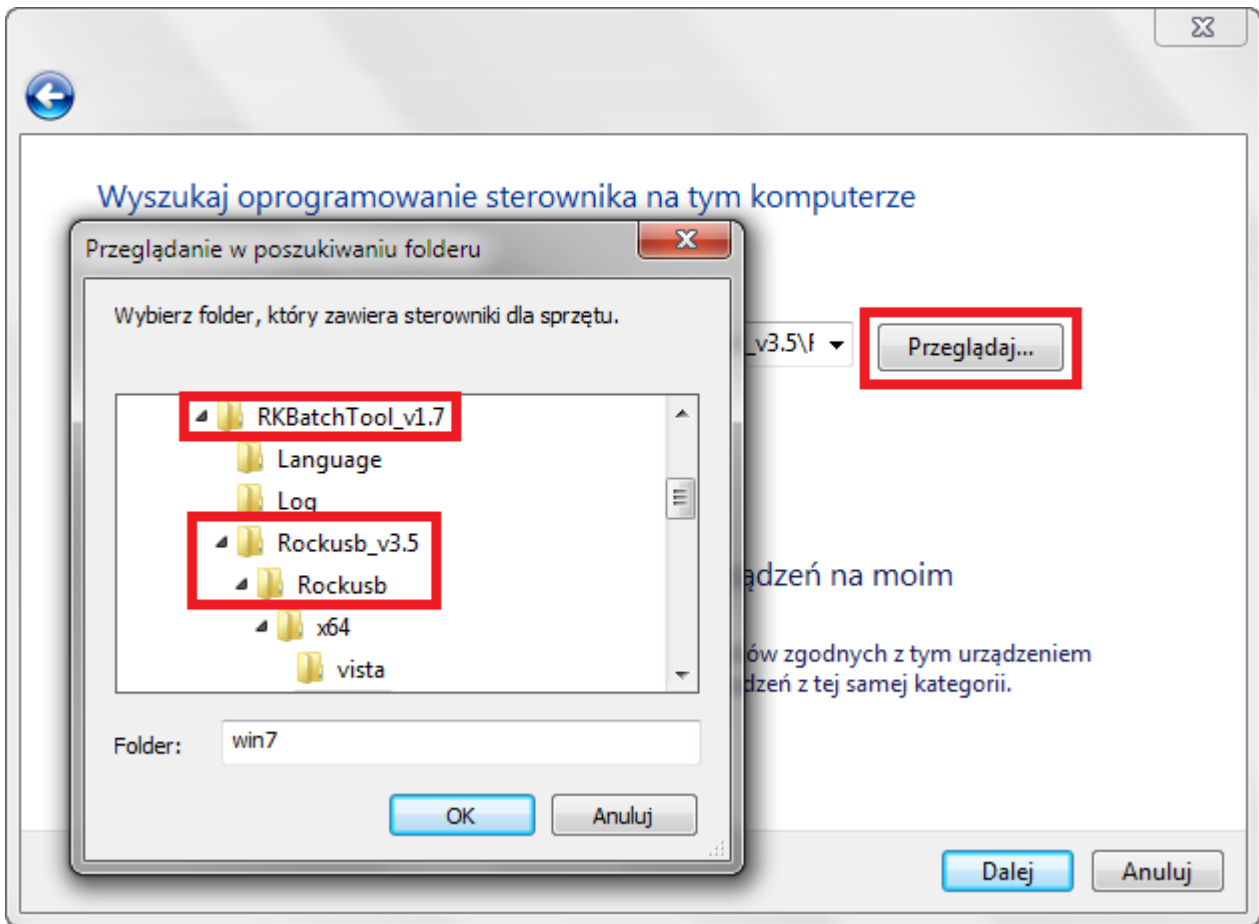 Wyszukaj oprogramowanie sterownika na tym komputerze
Przeglądanie w poszukiwaniu folderu
Wybierz folder, który zawiera sterowniki dla sprzętu.
_v3.5\
Przeglądaj...
RKBatchTool_v1.7
Language
Log
Rockusb_v3.5
Rockusb
x64
vista
ądzeń na moim
ów zgodnych z tym urządzeniem
dzeń z tej samej kategorii.
Folder:
win7
OK
Anuluj
Dalej
Anuluj